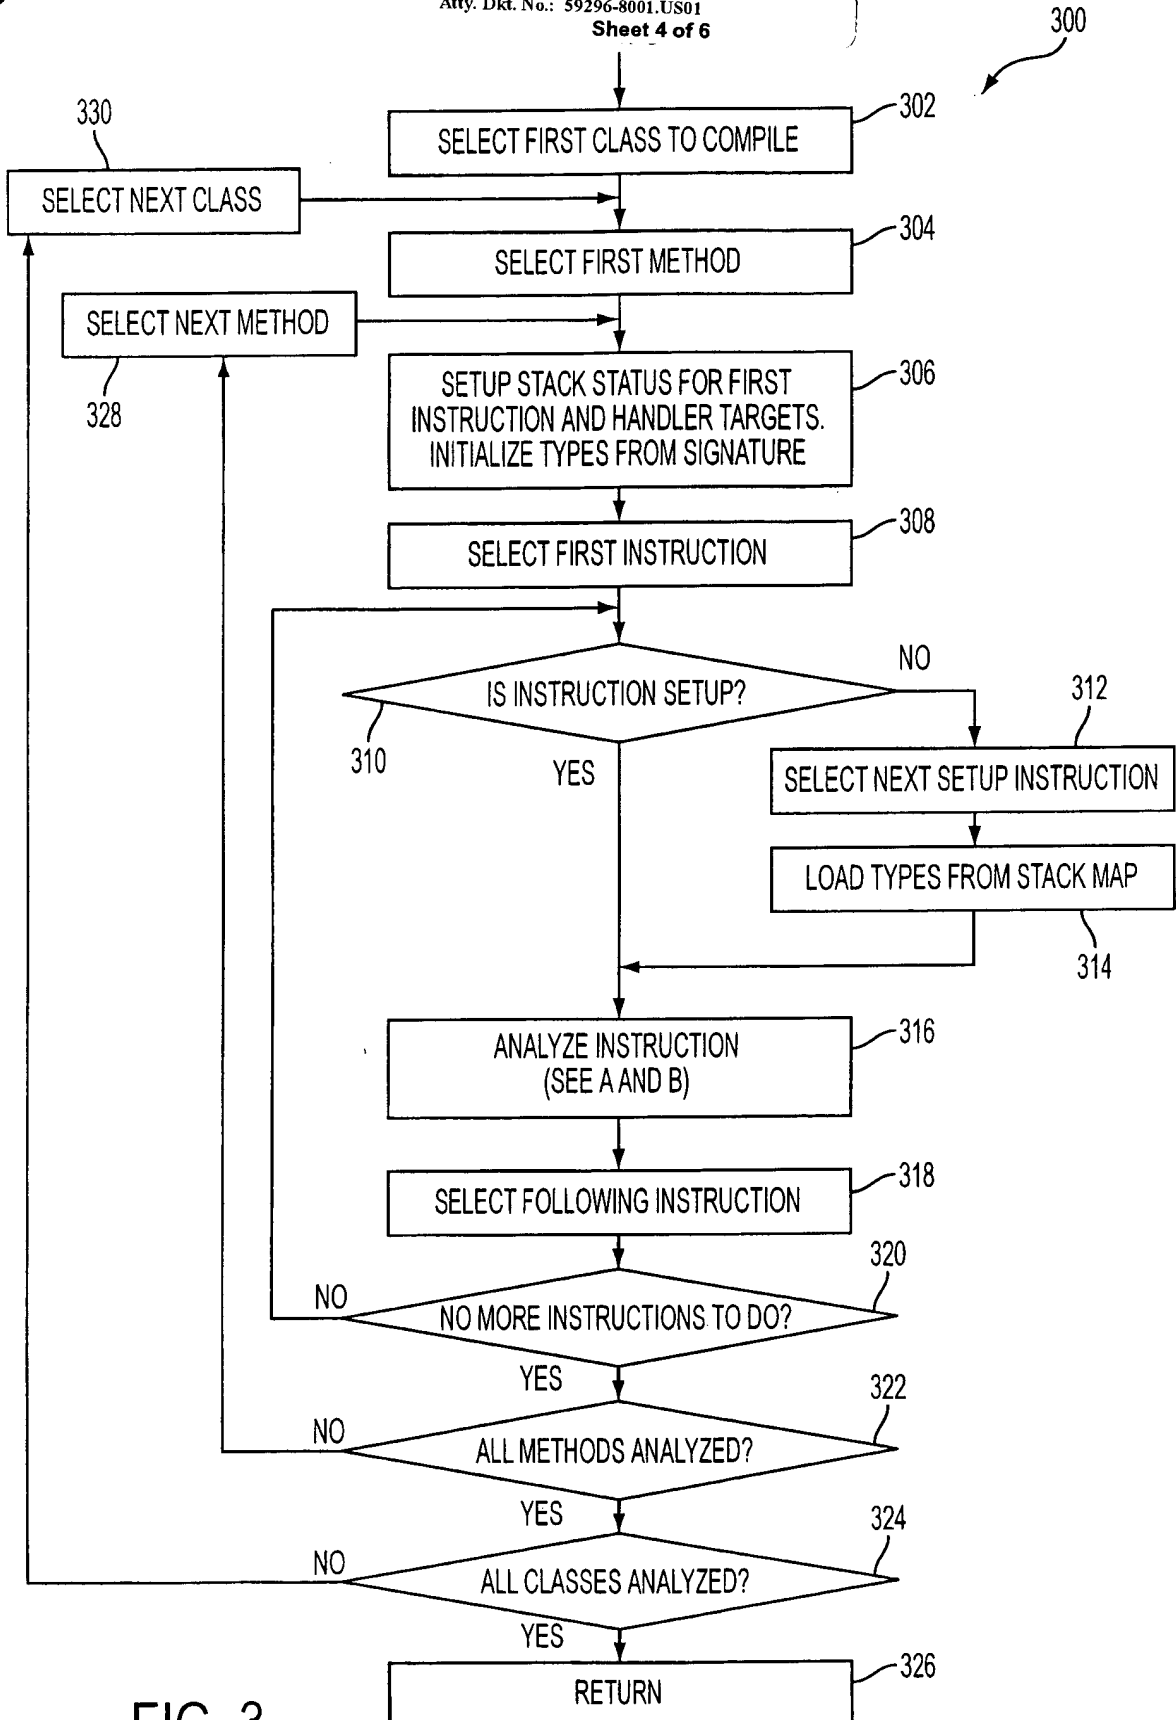 Atty. Dkt. No.: 59296-8001.US01
Sheet 4 of 6
300
302
SELECT FIRST CLASS TO COMPILE
330
SELECT NEXT CLASS
304
SELECT FIRST METHOD
SELECT NEXT METHOD
328
306
SETUP STACK STATUS FOR FIRST
INSTRUCTION AND HANDLER TARGETS.
INITIALIZE TYPES FROM SIGNATURE
308
SELECT FIRST INSTRUCTION
IS INSTRUCTION SETUP?
310
NO
YES
312
SELECT NEXT SETUP INSTRUCTION
LOAD TYPES FROM STACK MAP
314
316
ANALYZE INSTRUCTION
(SEE A AND B)
318
SELECT FOLLOWING INSTRUCTION
320
NO
NO MORE INSTRUCTIONS TO DO?
YES
322
NO
ALL METHODS ANALYZED?
YES
324
NO
ALL CLASSES ANALYZED?
YES
326
RETURN
FIG. 3